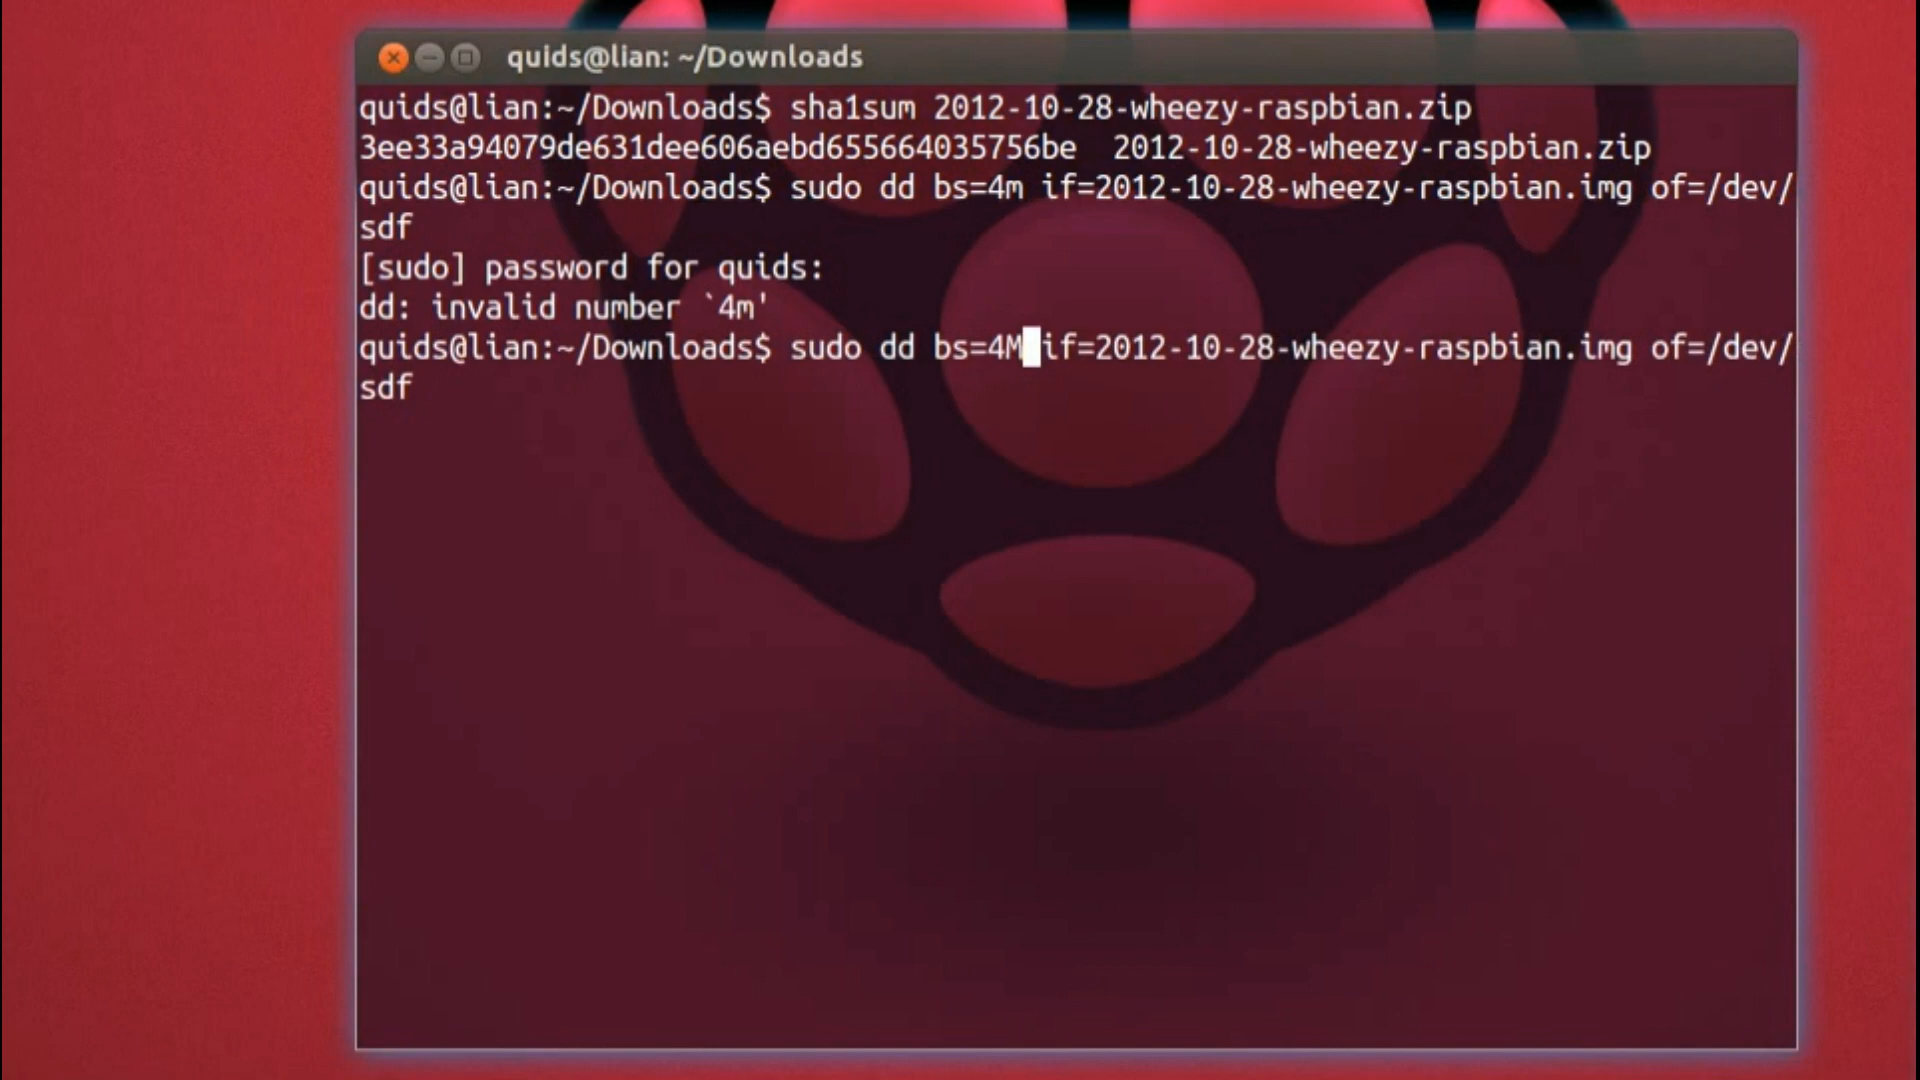 quids@lian: ~/Downloads
quids@lian:~/Downloads$ sha1sum 2012-10-28-wheezy-raspbian.zip
3ee33a94079de631dee606aebd655664035756be  2012-10-28-wheezy-raspbian.zip
quids@lian:~/Downloads$ sudo dd bs=4m if=2012-10-28-wheezy-raspbian.img of=/dev/
sdf
[sudo] password for quids:
dd: invalid number `4m'
quids@lian:~/Downloads$ sudo dd bs=4M if=2012-10-28-wheezy-raspbian.img of=/dev/
sdf